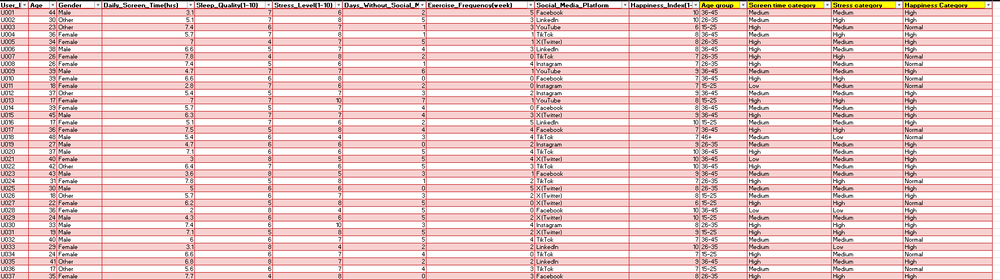 User_I Age Gender Daily_Screen_Time(hrs) Sleep_Quality(1-10) Stress_Level(1-10) Days_Without_Social_M Exercise_Frequency(week) Social_Media_Platform Happiness_Index(1- Age group Screen time category Stress category Happiness Category
U001 44 Male 3.1 7 6 2 5 Facebook 10 36-45 Medium Medium High
U002 30 Other 5.1 7 8 5 3 LinkedIn 10 26-35 Medium High High
U003 23 Other 7.4 6 7 1 3 YouTube 6 15-25 High Medium Normal
U004 36 Female 5.7 7 8 1 1 TikTok 8 36-45 Medium High High
U005 34 Female 7 4 7 5 1 X (Twitter) 8 26-35 High Medium High
U006 38 Male 6.6 5 7 4 3 LinkedIn 8 36-45 High Medium High
U007 26 Female 7.8 4 8 2 0 TikTok 7 26-35 High High Normal
U008 26 Female 7.4 5 6 1 4 Instagram 7 26-35 High Medium Normal
U009 39 Male 4.7 7 7 6 1 YouTube 9 36-45 Medium Medium High
U010 39 Female 6.6 6 8 0 0 Facebook 7 36-45 High High Normal
U011 18 Female 2.8 7 6 2 0 Instagram 7 15-25 Low Medium Normal
U012 37 Other 5.4 5 7 3 2 Instagram 9 36-45 Medium Medium High
U013 17 Female 7 7 10 7 1 YouTube 8 15-25 High High High
U014 39 Female 5.7 5 7 4 0 Facebook 8 36-45 Medium Medium High
U015 45 Male 6.3 7 7 4 3 X (Twitter) 9 36-45 High Medium High
U016 17 Female 5.1 7 6 2 5 LinkedIn 10 15-25 Medium Medium High
U017 36 Female 7.5 5 8 4 4 Facebook 7 36-45 High High Normal
U018 48 Male 5.4 6 4 3 4 TikTok 7 46+ Medium Low Normal
U019 27 Male 4.7 6 6 0 2 Instagram 9 26-35 Medium Medium High
U020 37 Male 7.1 6 6 5 4 TikTok 10 36-45 High Medium High
U021 40 Female 3 8 5 5 4 X (Twitter) 10 36-45 Low Medium High
U022 42 Other 6.4 7 6 5 3 TikTok 10 36-45 High Medium High
U023 43 Male 3.6 8 5 3 1 Facebook 9 36-45 Medium Medium High
U024 31 Female 7.8 5 8 1 2 TikTok 7 26-35 High High Normal
U025 30 Male 5 6 6 0 5 X (Twitter) 8 26-35 Medium Medium High
U026 18 Other 5.7 6 7 2 3 X (Twitter) 8 15-25 Medium Medium High
U027 22 Female 6.2 5 8 5 0 X (Twitter) 6 15-25 High High Normal
U028 36 Female 2 8 4 5 0 Facebook 10 36-45 Low Low High
U029 24 Male 4.3 6 6 5 2 X (Twitter) 10 15-25 Medium Medium High
U030 33 Male 7.4 6 10 3 4 Instagram 8 26-35 High High High
U031 19 Male 7.1 5 8 5 2 X (Twitter) 9 15-25 High High High
U032 40 Male 6 6 7 5 4 TikTok 7 36-45 Medium Medium Normal
U033 29 Female 3.1 8 4 2 2 LinkedIn 10 26-35 Medium Low High
U034 24 Female 6.6 6 7 4 0 TikTok 7 15-25 High Medium Normal
U035 41 Other 6.8 8 7 2 2 LinkedIn 9 36-45 High Medium High
U036 17 Other 5.6 6 7 4 3 TikTok 7 15-25 Medium Medium Normal
U037 35 Female 7.7 4 8 0 3 Facebook 8 26-35 High High High